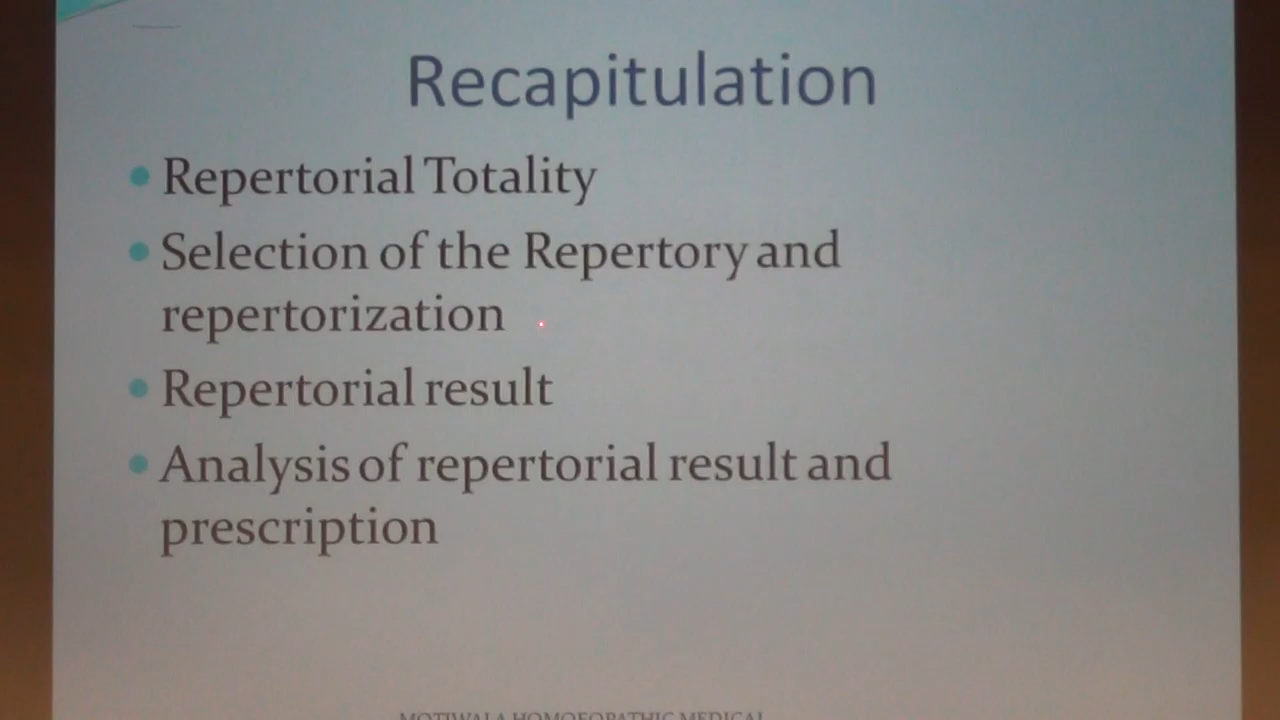 Recapitulation
Repertorial Totality
Selection of the Repertory and
repertorization
Repertorial result
Analysis of repertorial result and
prescription
MOTIWALA HOMOEOPATHIC MEDICAL